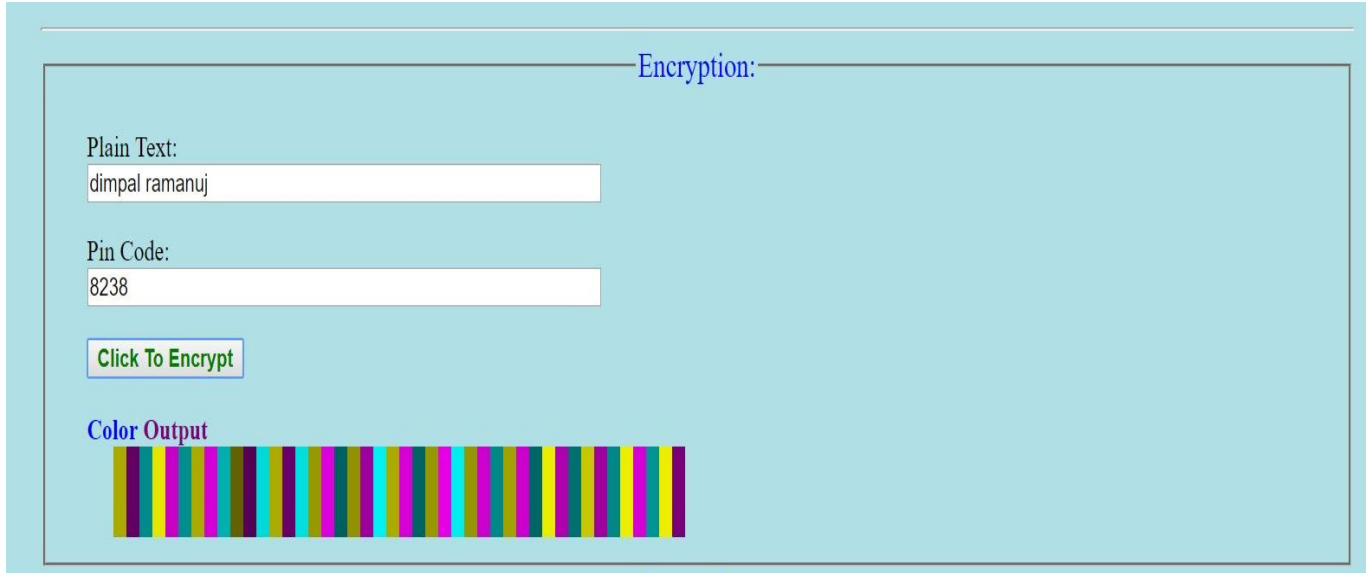 Encryption:
Plain Text:
dimpal ramanuj
Pin Code:
8238
Click To Encrypt
Color Output